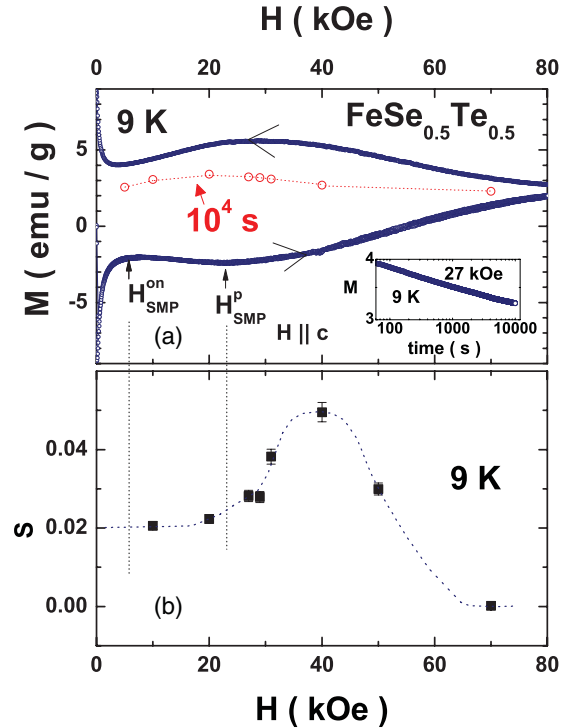 H ( kOe )
0 20 40 60 80
9 K FeSe0.5Te0.5
M ( emu / g )
5
0
-5
10^4 s
H^on_SMP
H^p_SMP
(a)
H || c
4
M
3
27 kOe
9 K
100 1000 10000
time ( s )
S
0.04
0.02
0.00
9 K
(b)
0 20 40 60 80
H ( kOe )